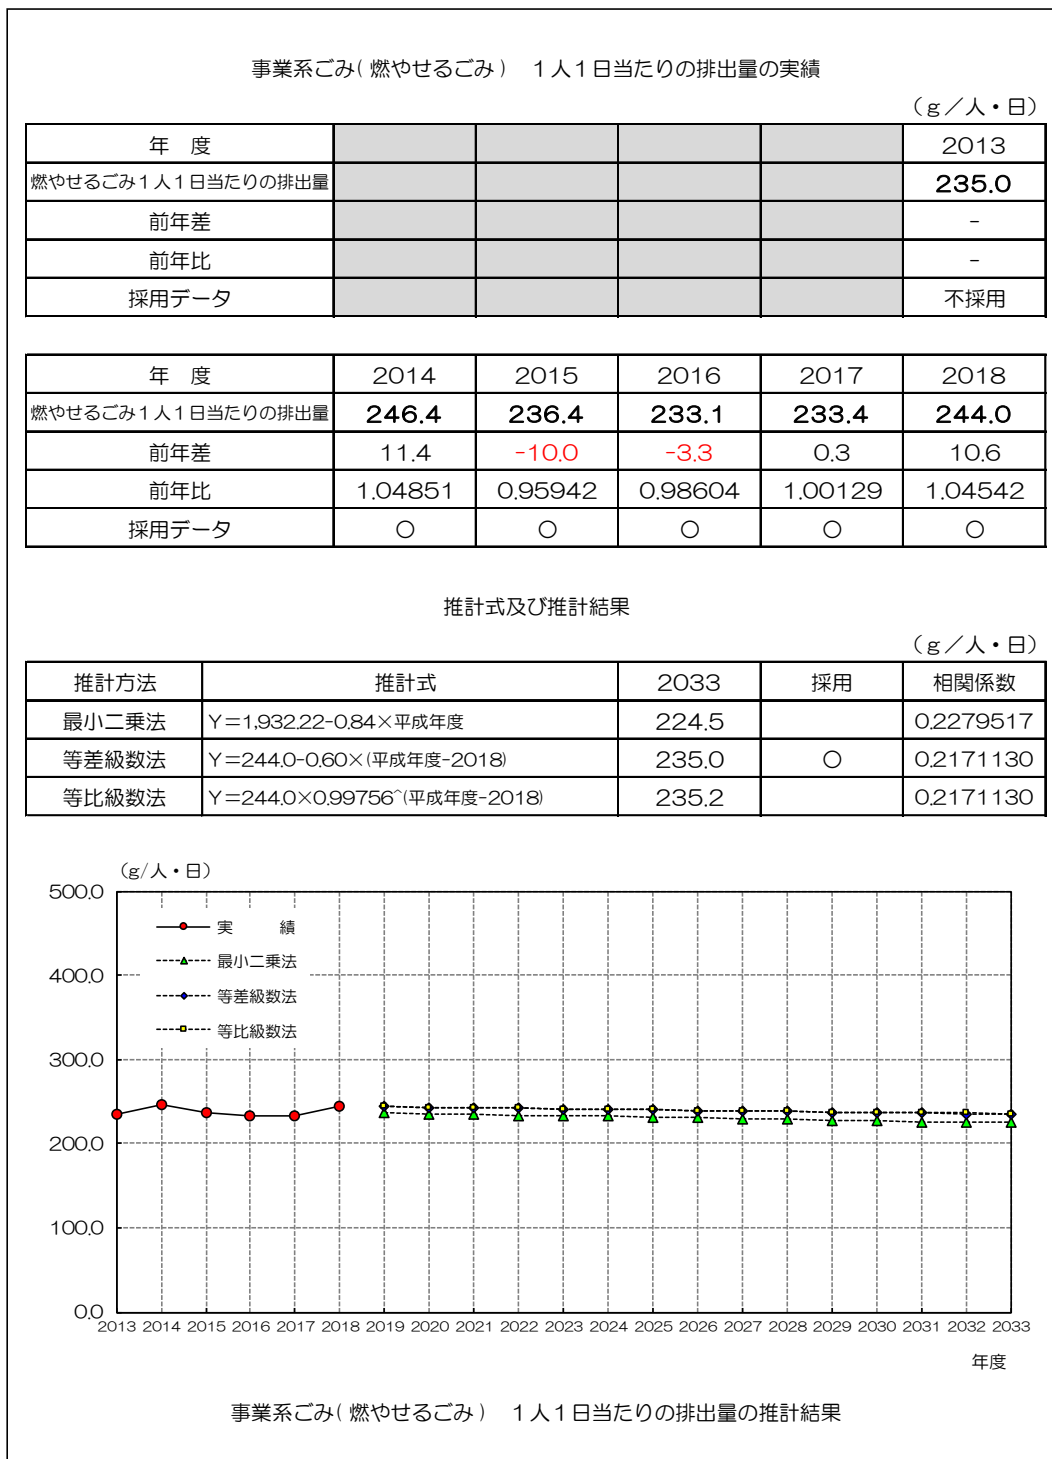 事業系ごみ(燃やせるごみ)　１人１日当たりの排出量の実績
（ｇ／人・日）
年　度 2013
燃やせるごみ１人１日当たりの排出量 235.0
前年差 -
前年比 -
採用データ 不採用
年　度 2014 2015 2016 2017 2018
燃やせるごみ１人１日当たりの排出量 246.4 236.4 233.1 233.4 244.0
前年差 11.4 -10.0 -3.3 0.3 10.6
前年比 1.04851 0.95942 0.98604 1.00129 1.04542
採用データ ○ ○ ○ ○ ○
推計式及び推計結果
（ｇ／人・日）
推計方法 推計式 2033 採用 相関係数
最小二乗法 Ｙ＝1,932.22-0.84×平成年度 224.5 0.2279517
等差級数法 Ｙ＝244.0-0.60×(平成年度-2018) 235.0 ○ 0.2171130
等比級数法 Ｙ＝244.0×0.99756^(平成年度-2018) 235.2 0.2171130
（g/人・日）
500.0
400.0
300.0
200.0
100.0
0.0
実　績
最小二乗法
等差級数法
等比級数法
2013 2014 2015 2016 2017 2018 2019 2020 2021 2022 2023 2024 2025 2026 2027 2028 2029 2030 2031 2032 2033
年度
事業系ごみ(燃やせるごみ)　１人１日当たりの排出量の推計結果